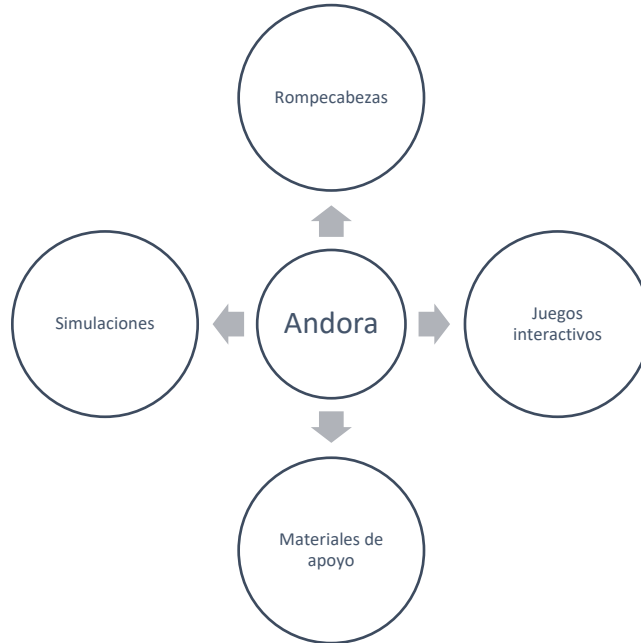 Rompecabezas
Simulaciones
Andora
Juegos
interactivos
Materiales de
apoyo